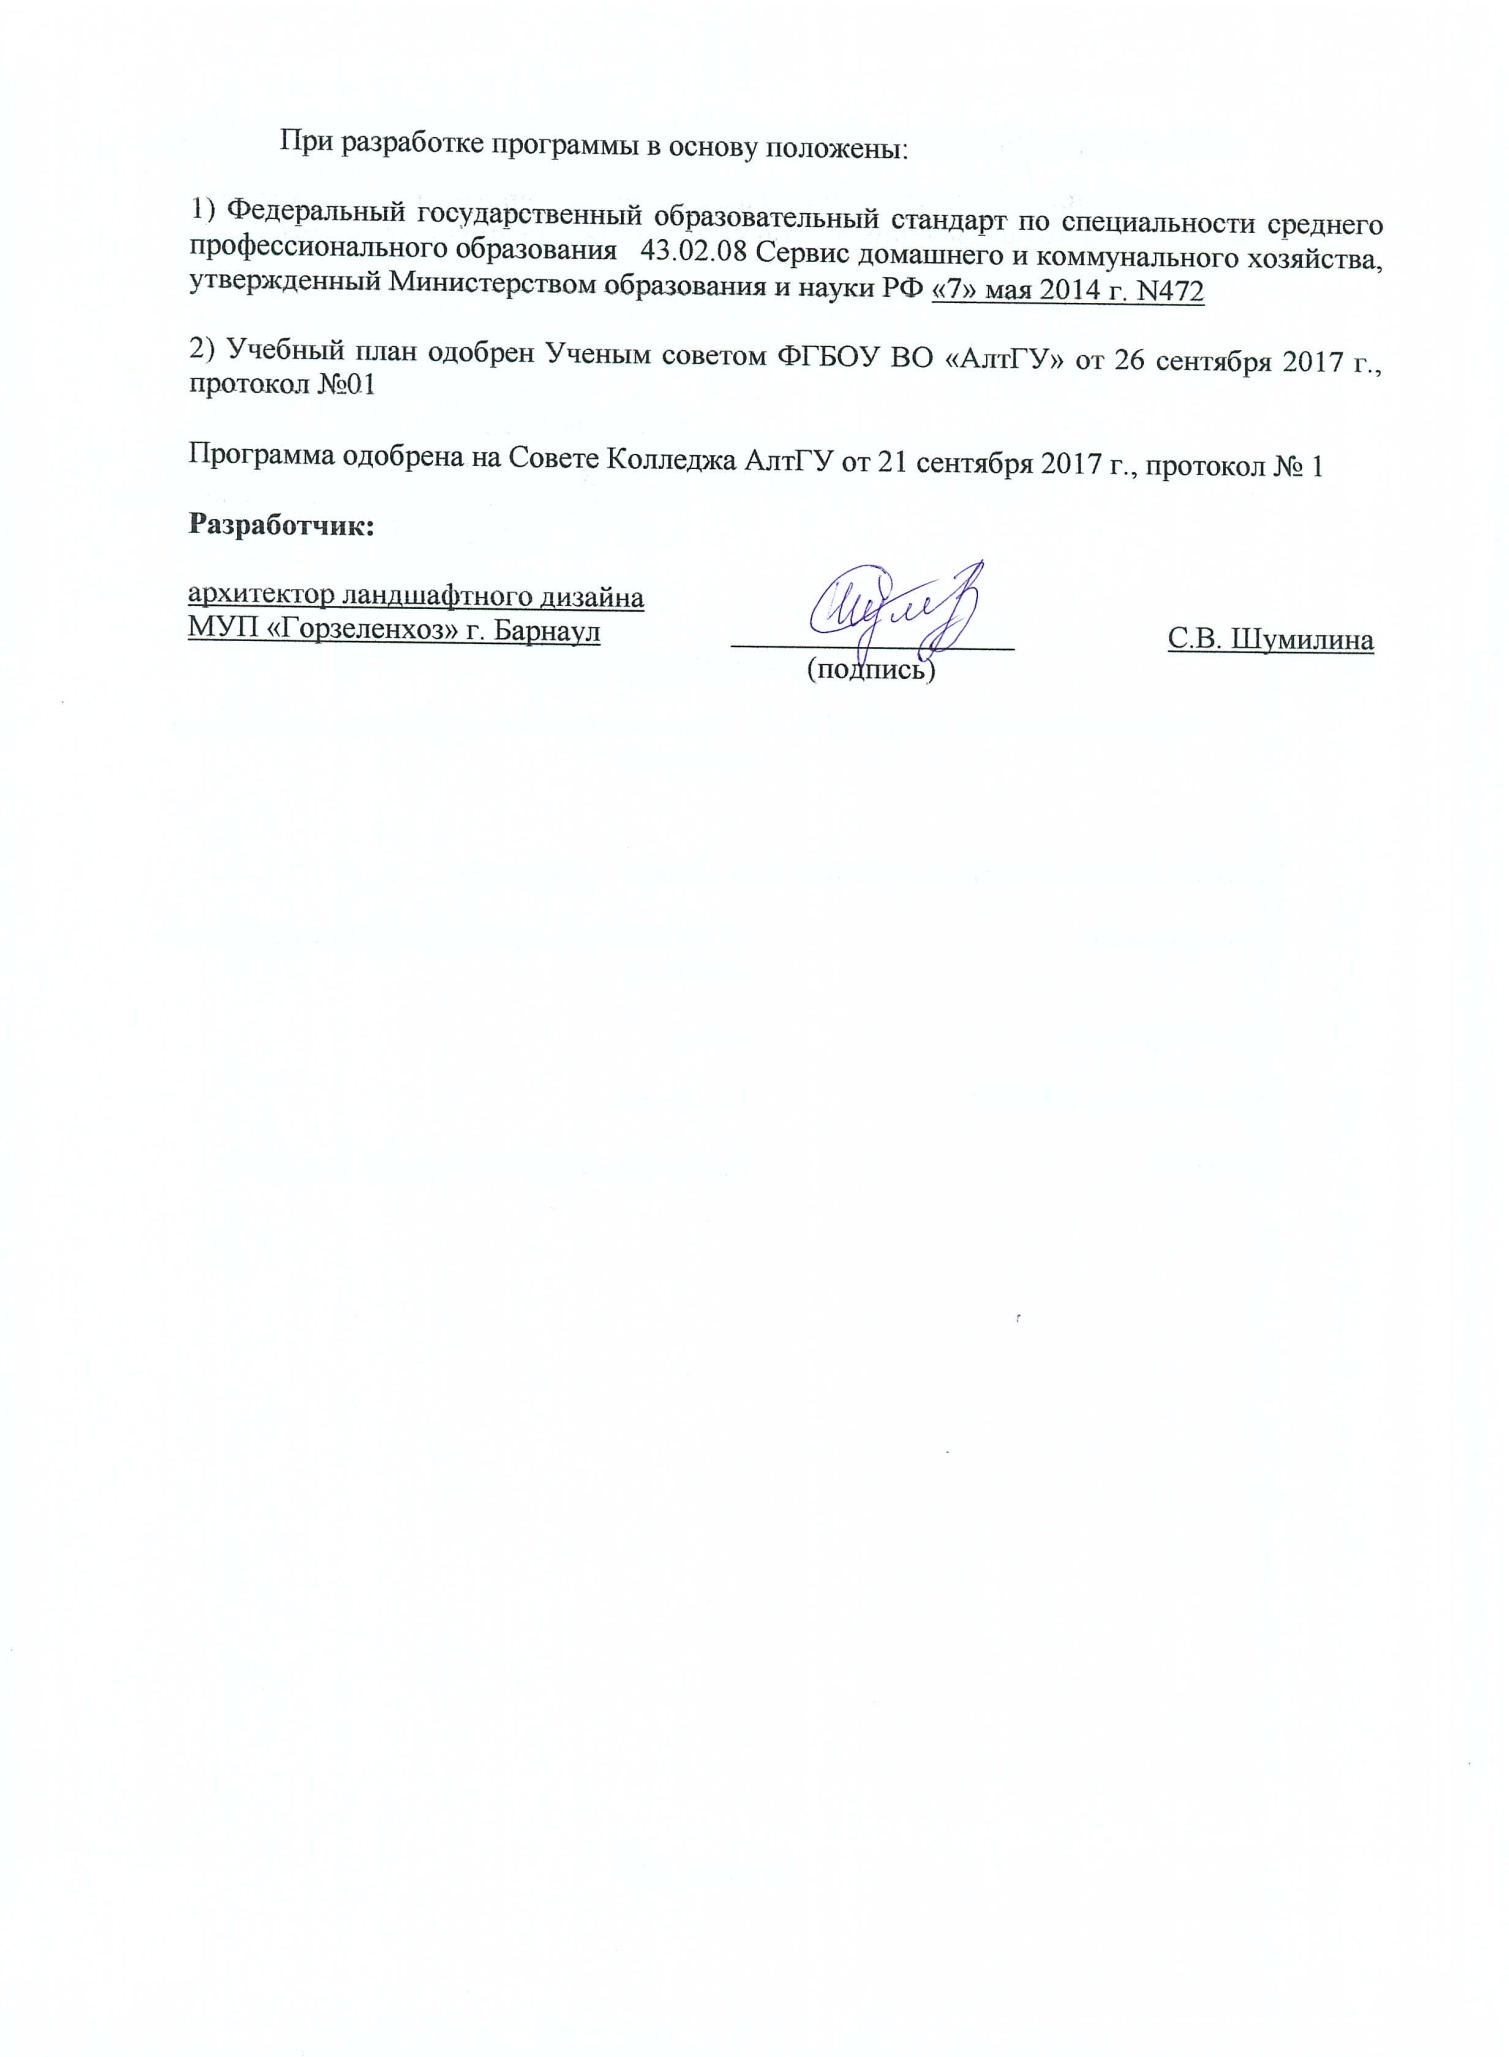 При разработке программы в основу положены:
1) Федеральный государственный образовательный стандарт по специальности среднего
профессионального образования 43.02.08 Сервис домашнего и коммунального хозяйства,
утвержденный Министерством образования и науки РФ «7» мая 2014 г. N472
2) Учебный план одобрен Ученым советом ФГБОУ ВО «АлтГУ» от 26 сентября 2017 г.,
протокол №01
Программа одобрена на Совете Колледжа АлтГУ от 21 сентября 2017 г., протокол № 1
Разработчик:
архитектор ландшафтного дизайна
МУП «Горзеленхоз» г. Барнаул С.В. Шумилина
(подпись)